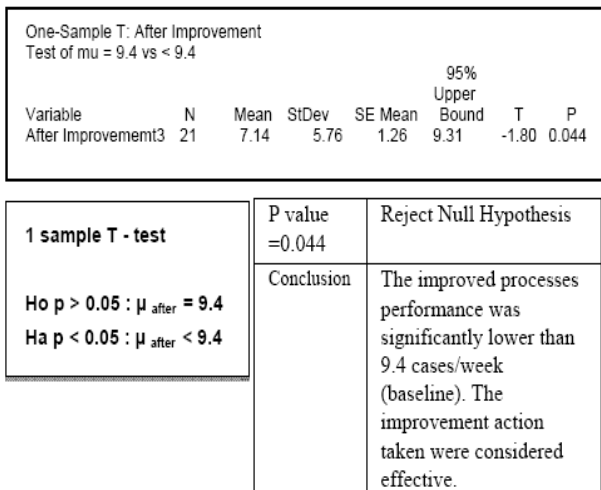 One-Sample T: After Improvement
Test of mu = 9.4 vs < 9.4
95%
Upper
Variable N Mean StDev SE Mean Bound T P
After Improvememt3 21 7.14 5.76 1.26 9.31 -1.80 0.044
1 sample T - test
Ho p > 0.05 : μ after = 9.4
Ha p < 0.05 : μ after < 9.4
P value
=0.044
Reject Null Hypothesis
Conclusion
The improved processes
performance was
significantly lower than
9.4 cases/week
(baseline). The
improvement action
taken were considered
effective.